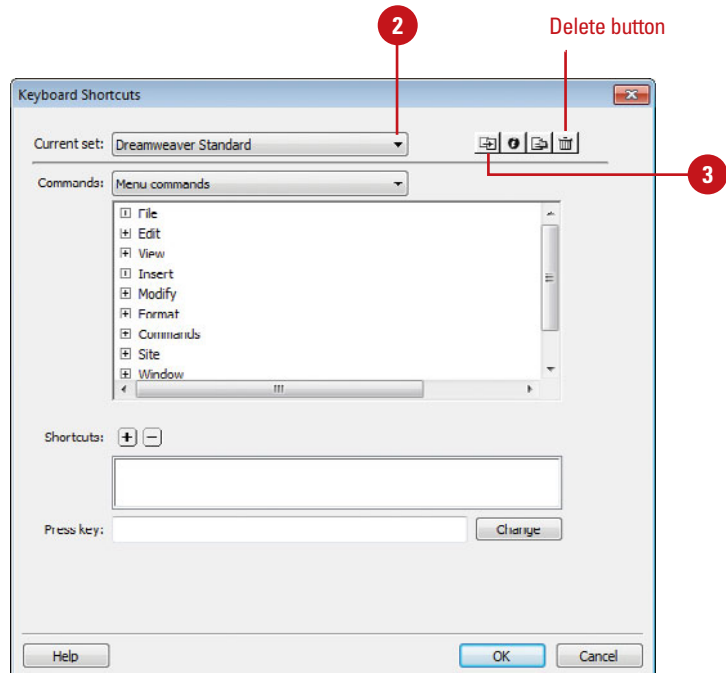 2
Delete button
Keyboard Shortcuts
Current set: Dreamweaver Standard
3
Commands: Menu commands
File
Edit
View
Insert
Modify
Format
Commands
Site
Window
Shortcuts:
Press key: Change
Help OK Cancel